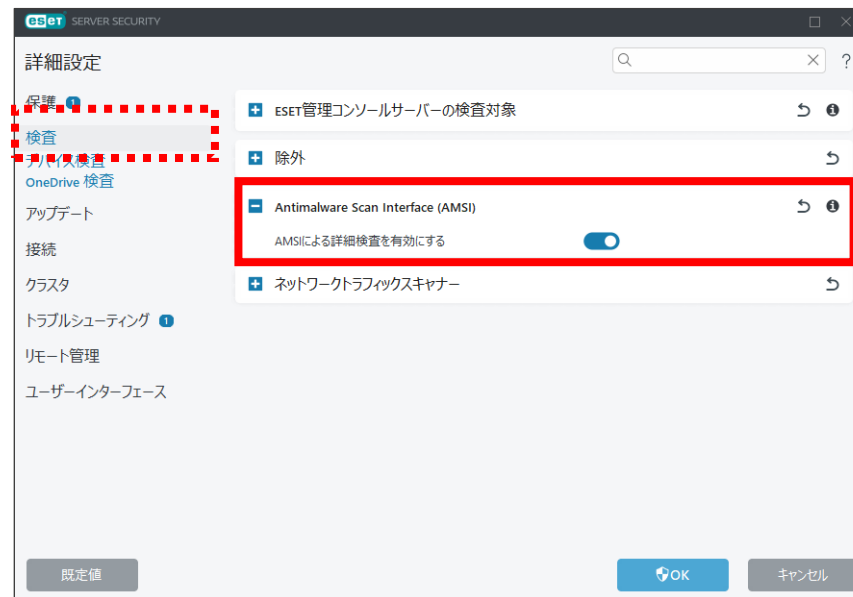 eset SERVER SECURITY
詳細設定
?
保護 1
検査
デバイス検査
OneDrive 検査
アップデート
接続
クラスタ
トラブルシューティング 1
リモート管理
ユーザーインターフェース
ESET管理コンソールサーバーの検査対象
除外
Antimalware Scan Interface (AMSI)
AMSIによる詳細検査を有効にする
ネットワークトラフィックスキャナー
既定値
OK
キャンセル